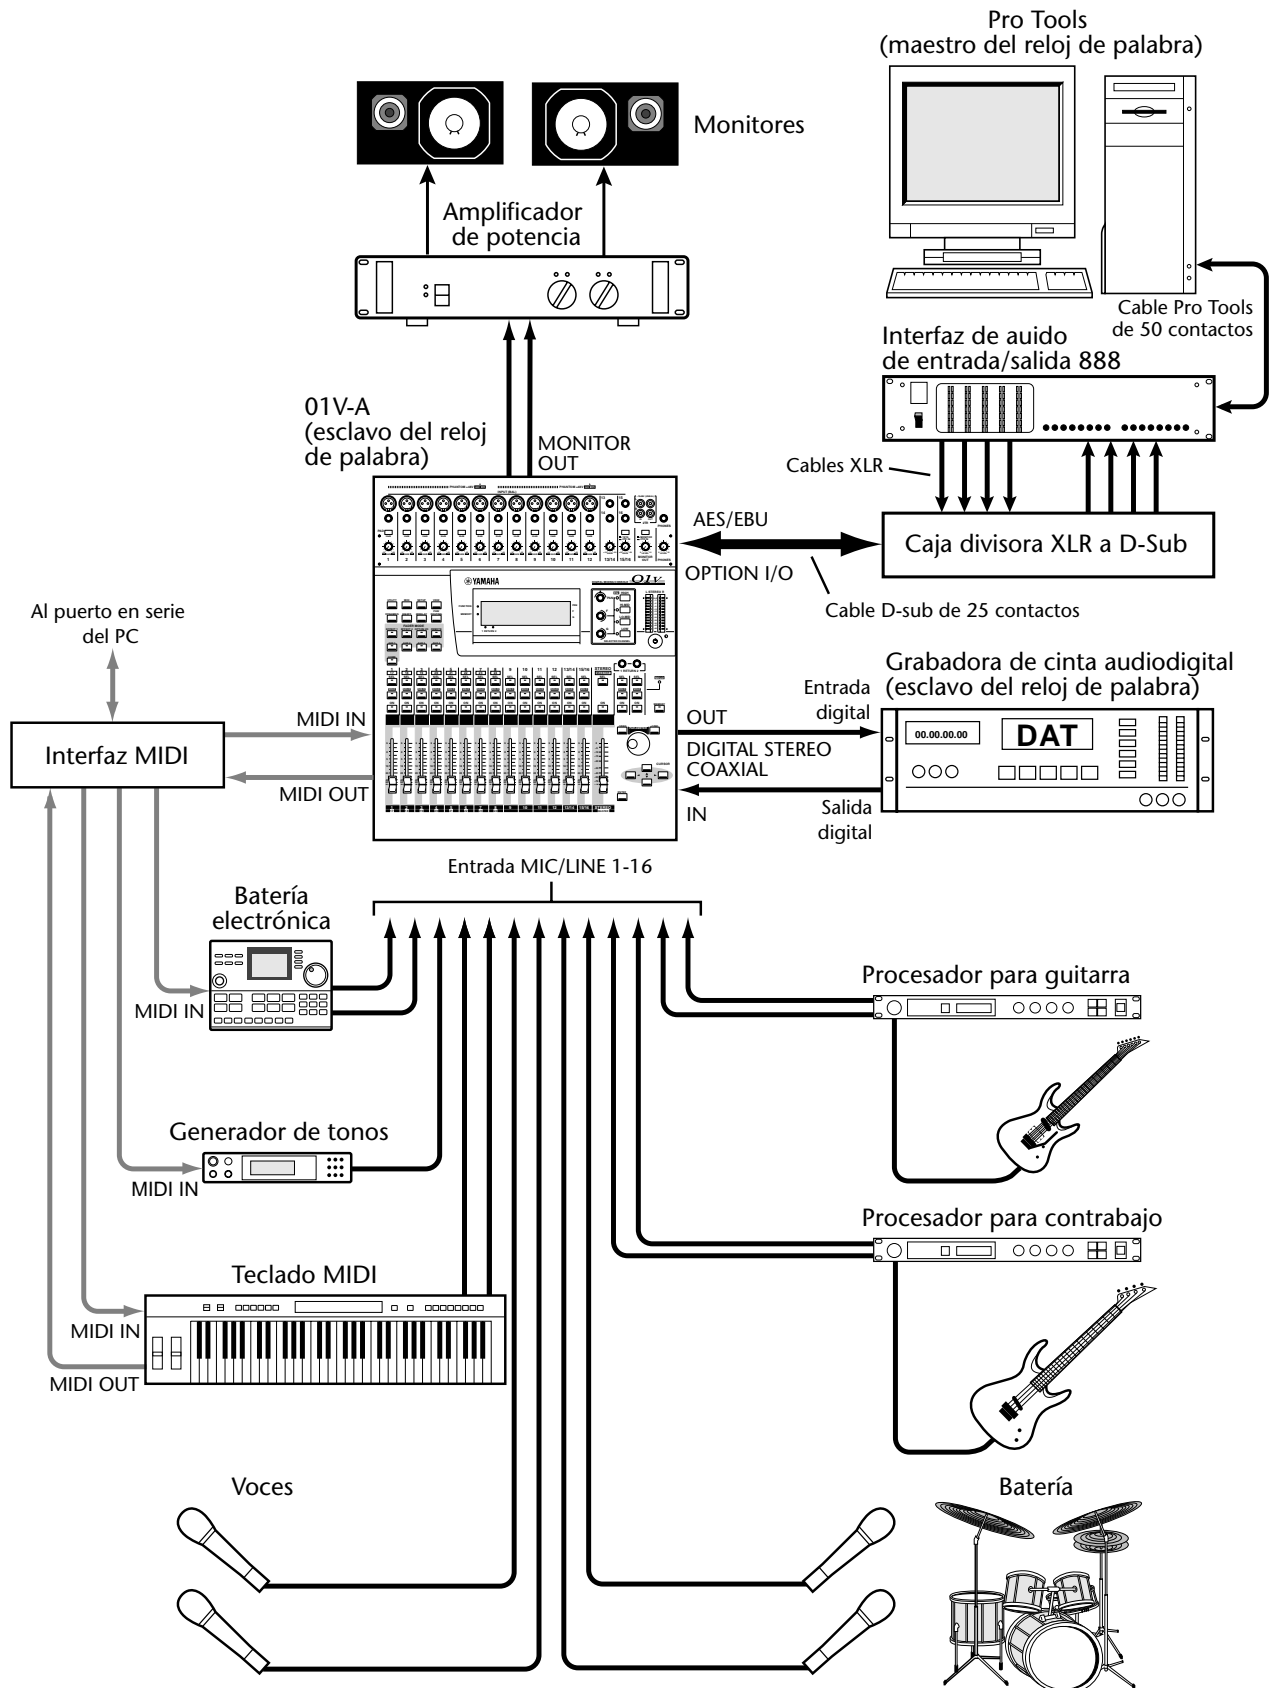 Pro Tools
(maestro del reloj de palabra)
Monitores
Amplificador
de potencia
Cable Pro Tools
de 50 contactos
Interfaz de auido
de entrada/salida 888
01V-A
(esclavo del reloj
de palabra)
MONITOR
OUT
Cables XLR
AES/EBU
OPTION I/O
Caja divisora XLR a D-Sub
Cable D-sub de 25 contactos
YAMAHA
01V
Al puerto en serie
del PC
Grabadora de cinta audiodigital
(esclavo del reloj de palabra)
Entrada
digital
MIDI IN
OUT
00.00.00.00
DAT
Interfaz MIDI
DIGITAL STEREO
COAXIAL
MIDI OUT
IN
Salida
digital
Entrada MIC/LINE 1-16
Batería
electrónica
MIDI IN
Procesador para guitarra
Generador de tonos
MIDI IN
Procesador para contrabajo
Teclado MIDI
MIDI IN
MIDI OUT
Voces
Batería